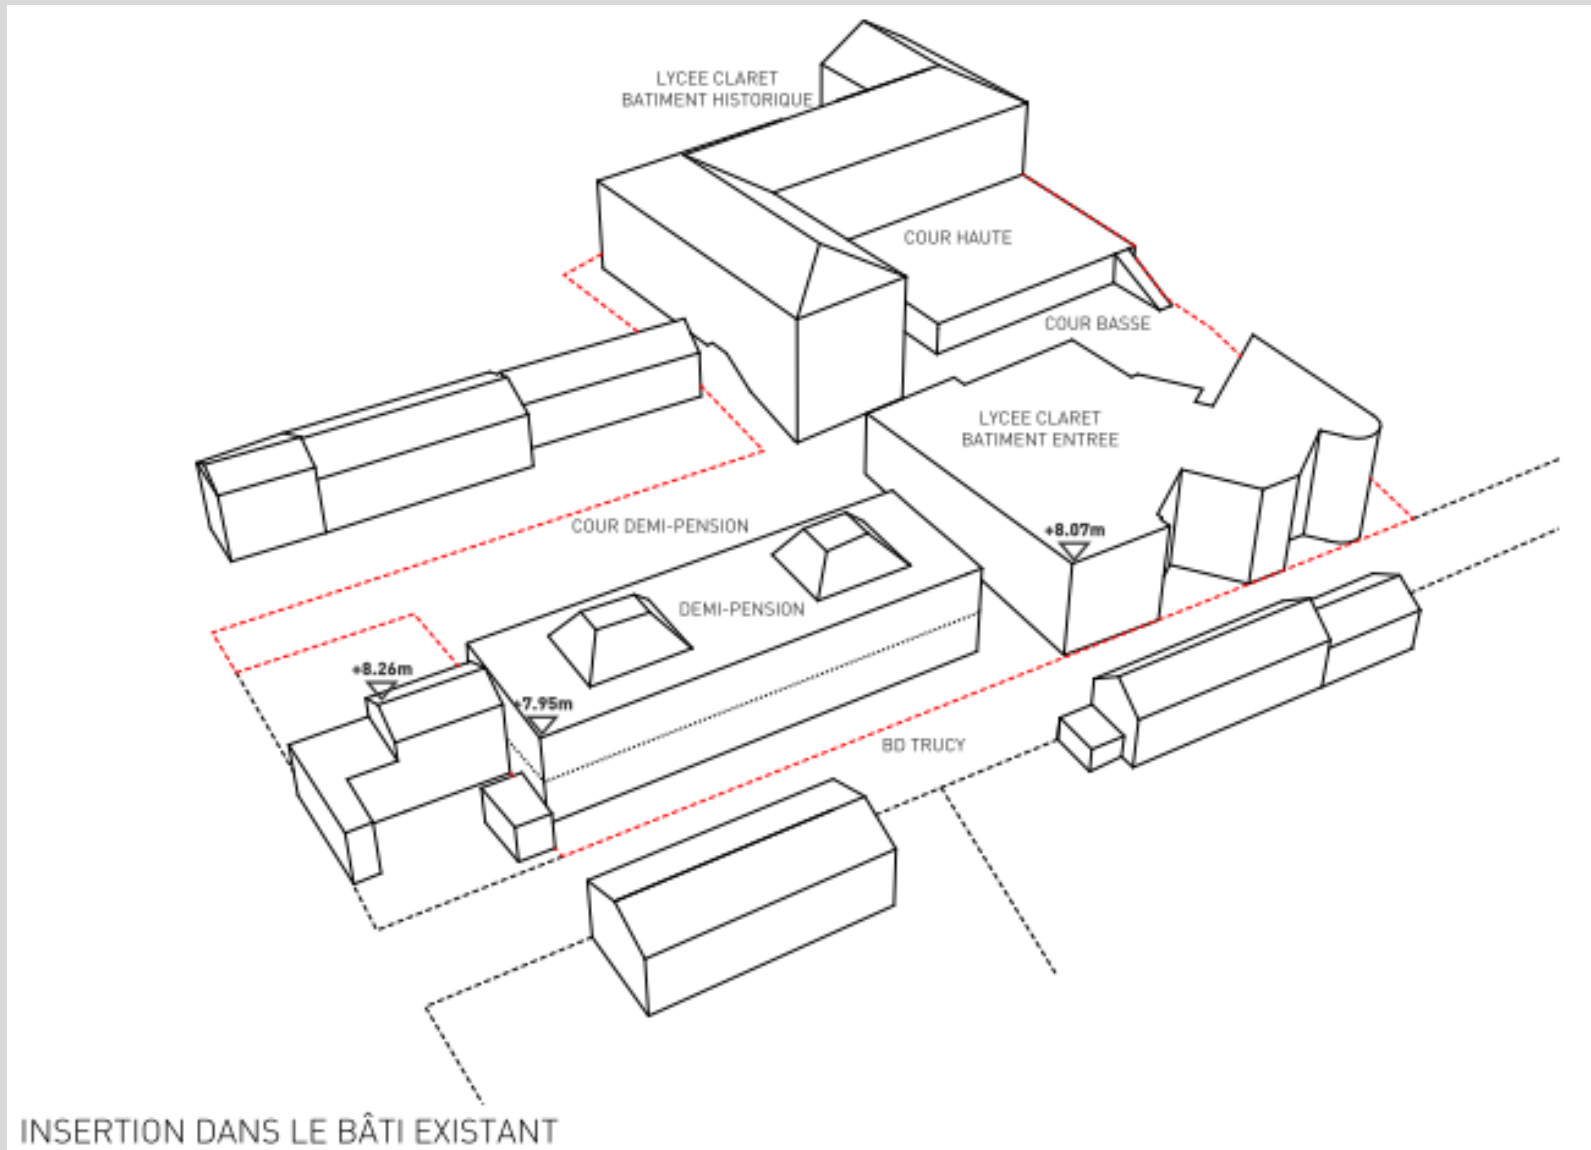 LYCEE CLARET
BATIMENT HISTORIQUE
COUR HAUTE
COUR BASSE
LYCEE CLARET
BATIMENT ENTREE
COUR DEMI-PENSION
+8.07m
DEMI-PENSION
+8.26m
+7.95m
BD TRUCY
INSERTION DANS LE BÂTI EXISTANT